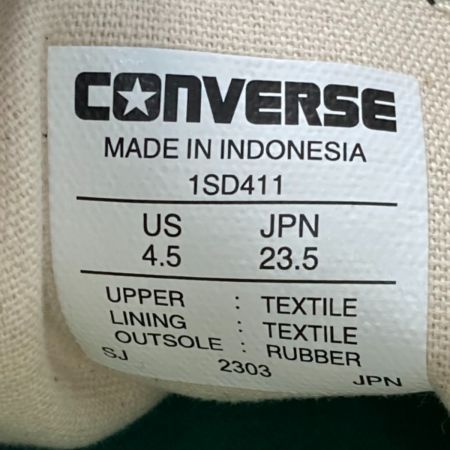 CONVERSE
MADE IN INDONESIA
1SD411
US JPN
4.5 23.5
UPPER : TEXTILE
LINING : TEXTILE
OUTSOLE : RUBBER
SJ 2303 JPN